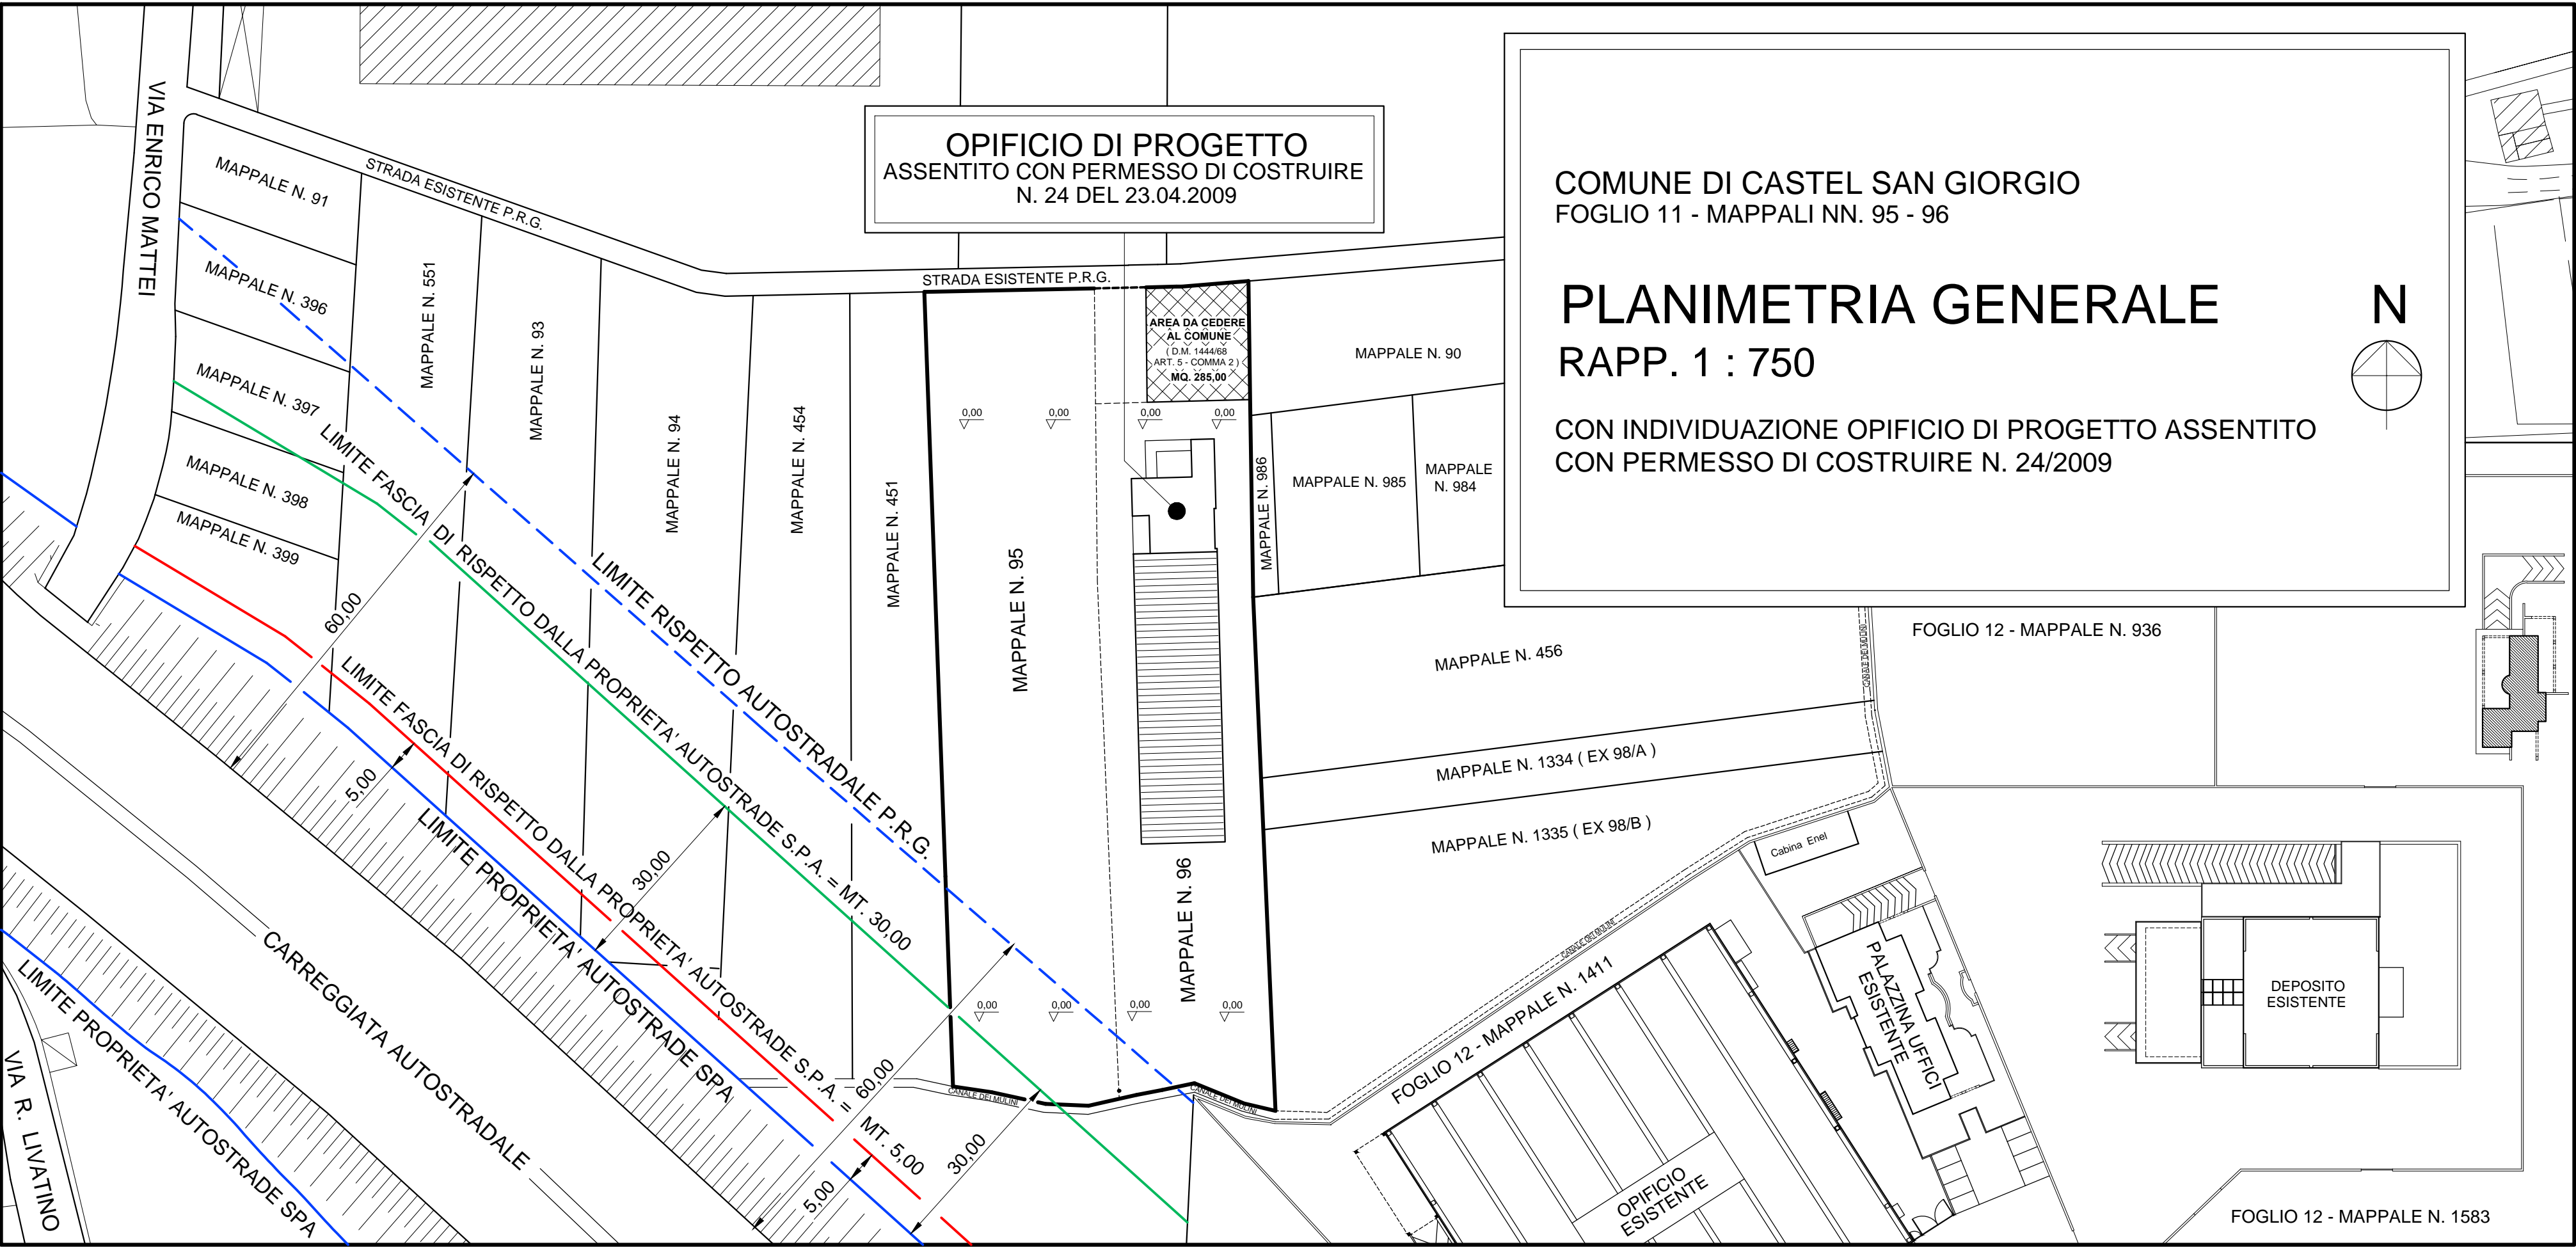 VIA ENRICO MATTEI
MAPPALE N. 91
MAPPALE N. 396
MAPPALE N. 397
MAPPALE N. 398
MAPPALE N. 399
STRADA ESISTENTE P.R.G.
MAPPALE N. 551
MAPPALE N. 93
MAPPALE N. 94
MAPPALE N. 454
MAPPALE N. 451
OPIFICIO DI PROGETTO
ASSENTITO CON PERMESSO DI COSTRUIRE
N. 24 DEL 23.04.2009
STRADA ESISTENTE P.R.G.
AREA DA CEDERE
AL COMUNE
( D.M. 1444/68
ART. 5 - COMMA 2 )
MQ. 285,00
0,00
0,00
0,00
0,00
MAPPALE N. 95
MAPPALE N. 96
0,00
0,00
0,00
0,00
MAPPALE N. 90
MAPPALE N. 986
MAPPALE N. 985
MAPPALE
N. 984
COMUNE DI CASTEL SAN GIORGIO
FOGLIO 11 - MAPPALI NN. 95 - 96
PLANIMETRIA GENERALE
RAPP. 1 : 750
N
CON INDIVIDUAZIONE OPIFICIO DI PROGETTO ASSENTITO
CON PERMESSO DI COSTRUIRE N. 24/2009
LIMITE RISPETTO AUTOSTRADALE P.R.G.
LIMITE FASCIA DI RISPETTO DALLA PROPRIETA' AUTOSTRADE S.P.A. = MT. 30,00
LIMITE FASCIA DI RISPETTO DALLA PROPRIETA' AUTOSTRADE S.P.A. = MT. 5,00
LIMITE PROPRIETA' AUTOSTRADE SPA
60,00
5,00
30,00
60,00
30,00
5,00
CARREGGIATA AUTOSTRADALE
LIMITE PROPRIETA' AUTOSTRADE SPA
VIA R. LIVATINO
CANALE DEI MULINI
CANALE DEI MULINI
MAPPALE N. 456
MAPPALE N. 1334 ( EX 98/A )
MAPPALE N. 1335 ( EX 98/B )
CANALE DEI MULINI
CANALE DEI MULINI
FOGLIO 12 - MAPPALE N. 936
Cabina Enel
FOGLIO 12 - MAPPALE N. 1411
PALAZZINA UFFICI
ESISTENTE
OPIFICIO
ESISTENTE
DEPOSITO
ESISTENTE
FOGLIO 12 - MAPPALE N. 1583